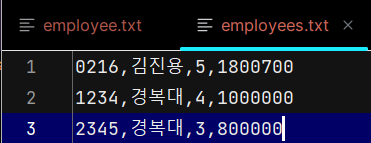 employee.txt employees.txt ×
1 0216,김진용,5,1800700
2 1234,경복대,4,1000000
3 2345,경복대,3,800000